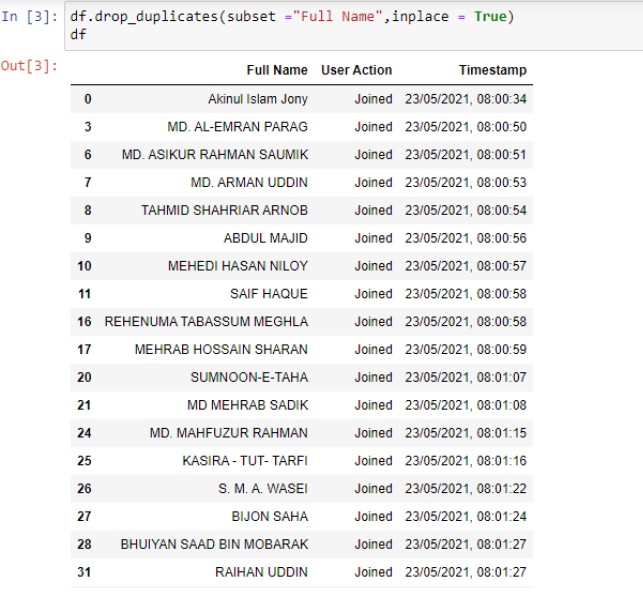 In [3]: df.drop_duplicates(subset ="Full Name",inplace = True)
df
Out[3]:
Full Name User Action Timestamp
0 Akinul Islam Jony Joined 23/05/2021, 08:00:34
3 MD. AL-EMRAN PARAG Joined 23/05/2021, 08:00:50
6 MD. ASIKUR RAHMAN SAUMIK Joined 23/05/2021, 08:00:51
7 MD. ARMAN UDDIN Joined 23/05/2021, 08:00:53
8 TAHMID SHAHRIAR ARNOB Joined 23/05/2021, 08:00:54
9 ABDUL MAJID Joined 23/05/2021, 08:00:56
10 MEHEDI HASAN NILOY Joined 23/05/2021, 08:00:57
11 SAIF HAQUE Joined 23/05/2021, 08:00:58
16 REHENUMA TABASSUM MEGHLA Joined 23/05/2021, 08:00:58
17 MEHRAB HOSSAIN SHARAN Joined 23/05/2021, 08:00:59
20 SUMNOON-E-TAHA Joined 23/05/2021, 08:01:07
21 MD MEHRAB SADIK Joined 23/05/2021, 08:01:08
24 MD. MAHFUZUR RAHMAN Joined 23/05/2021, 08:01:15
25 KASIRA - TUT- TARFI Joined 23/05/2021, 08:01:16
26 S. M. A. WASEI Joined 23/05/2021, 08:01:22
27 BIJON SAHA Joined 23/05/2021, 08:01:24
28 BHUIYAN SAAD BIN MOBARAK Joined 23/05/2021, 08:01:27
31 RAIHAN UDDIN Joined 23/05/2021, 08:01:27